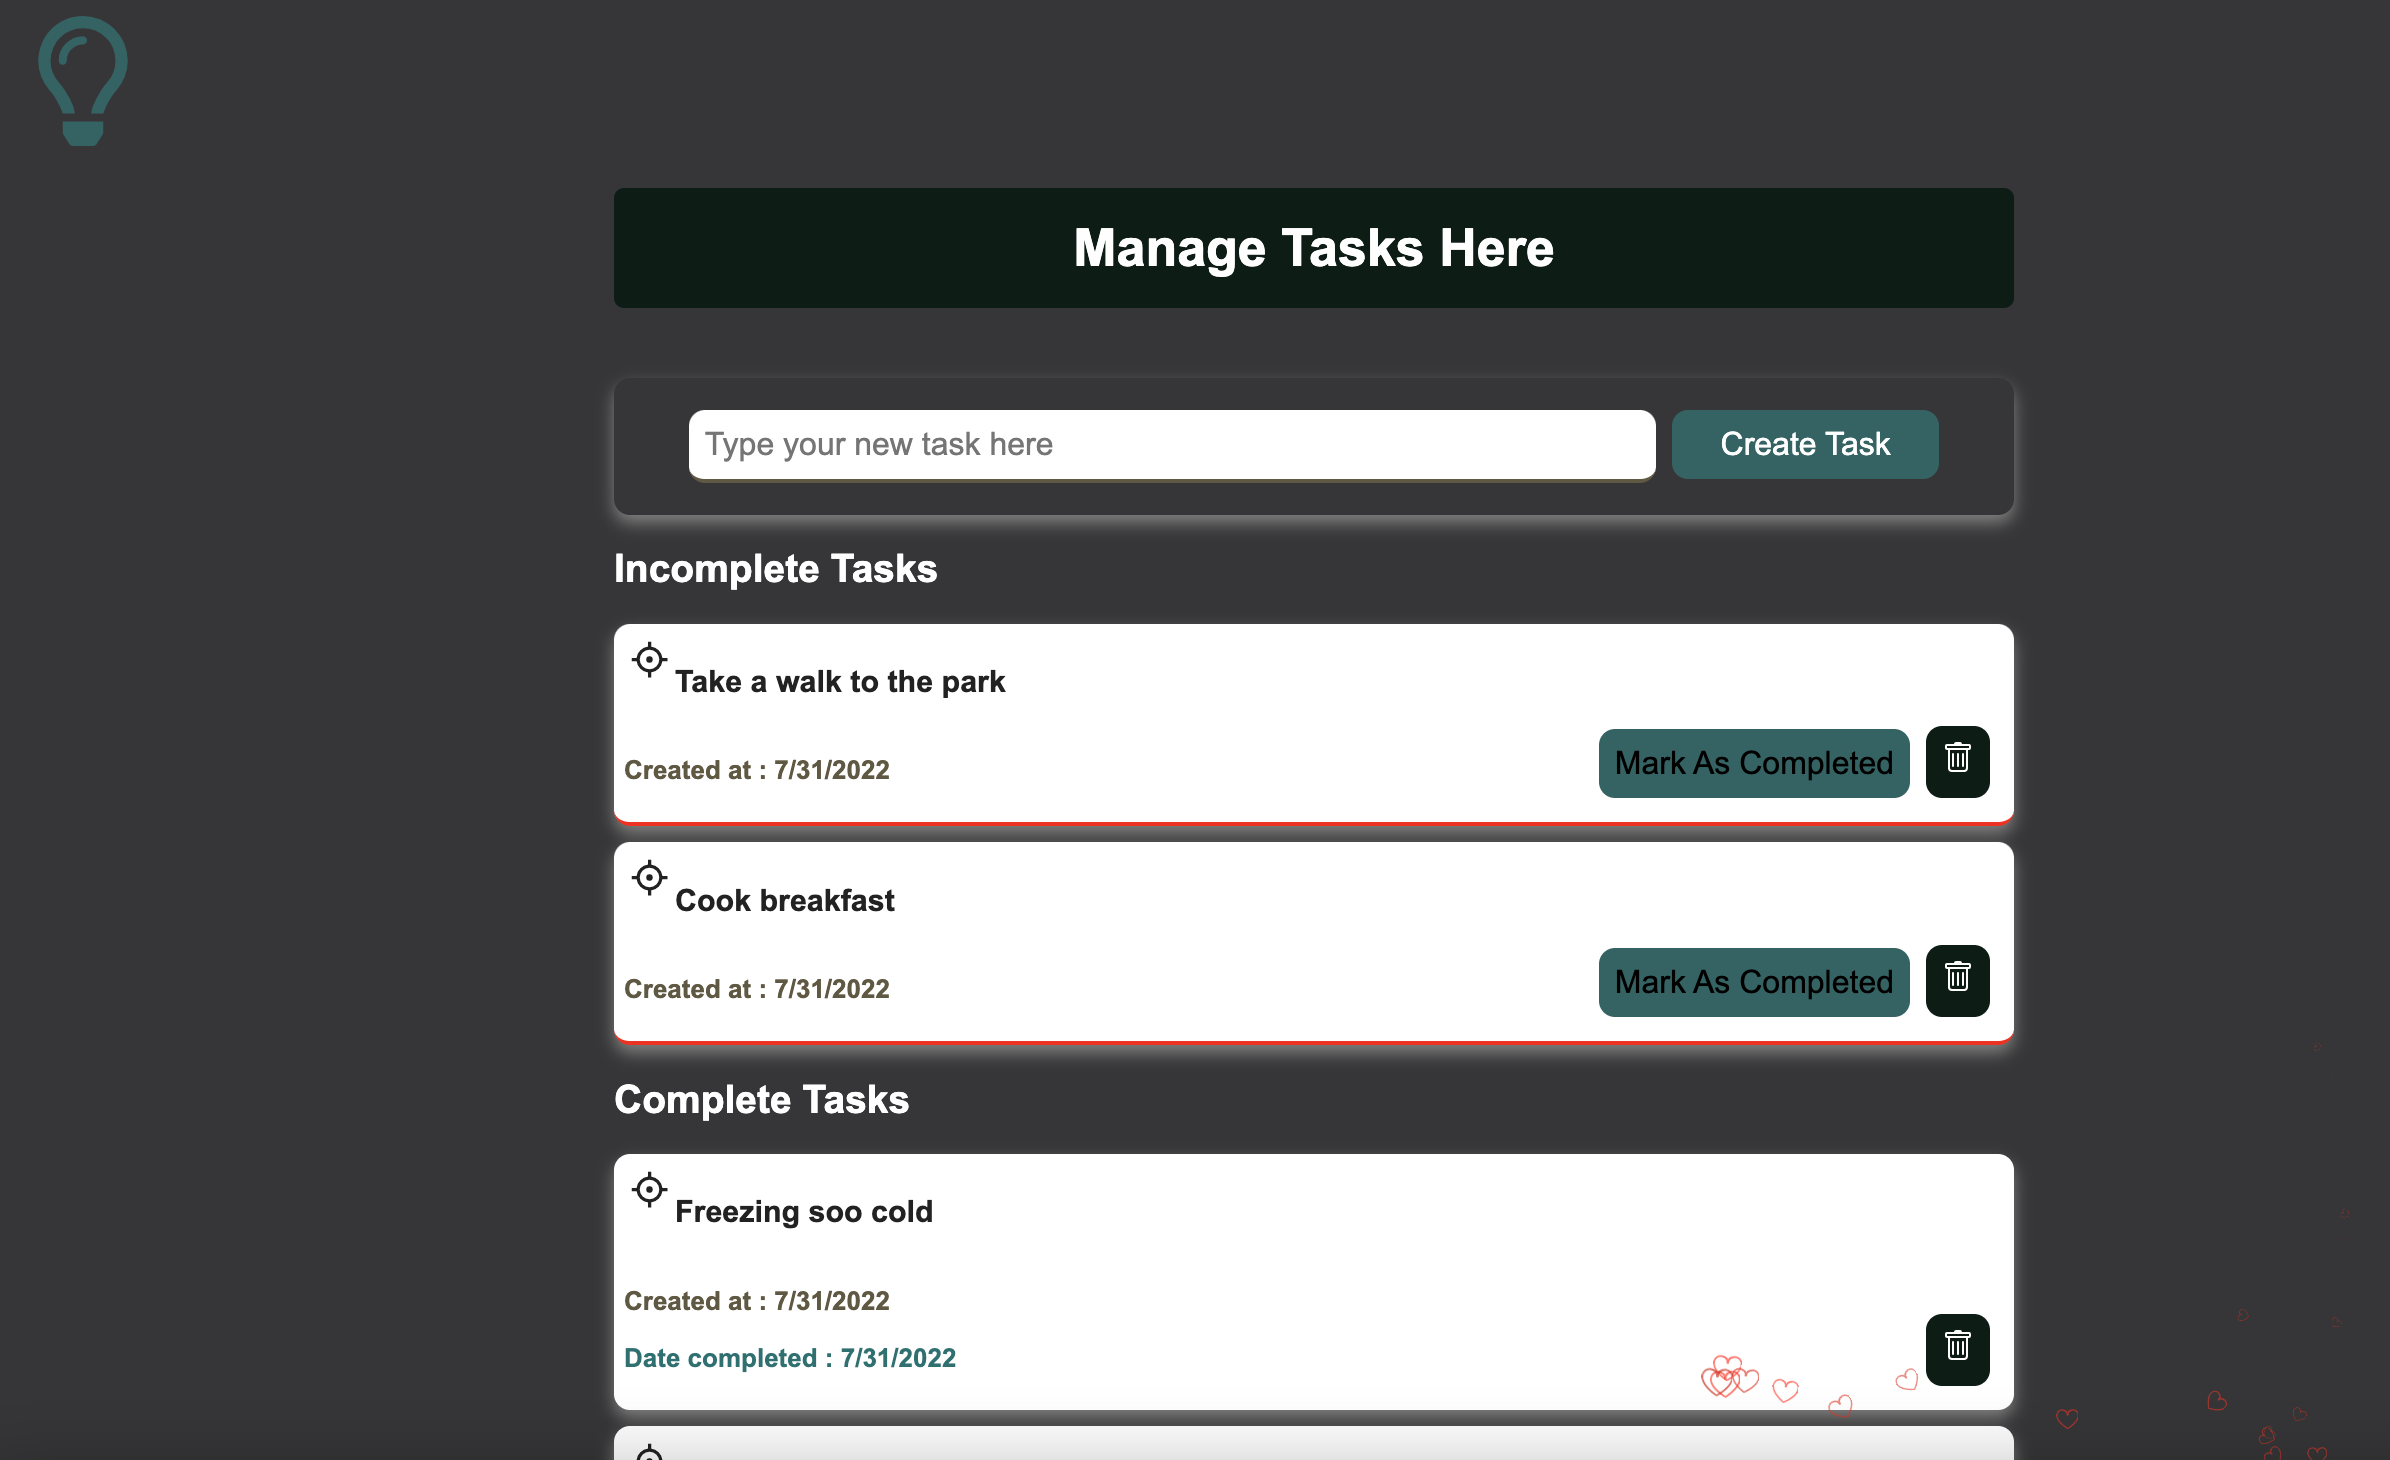 Manage Tasks Here
Type your new task here
Create Task
Incomplete Tasks
Take a walk to the park
Created at : 7/31/2022
Mark As Completed
Cook breakfast
Created at : 7/31/2022
Mark As Completed
Complete Tasks
Freezing soo cold
Created at : 7/31/2022
Date completed : 7/31/2022